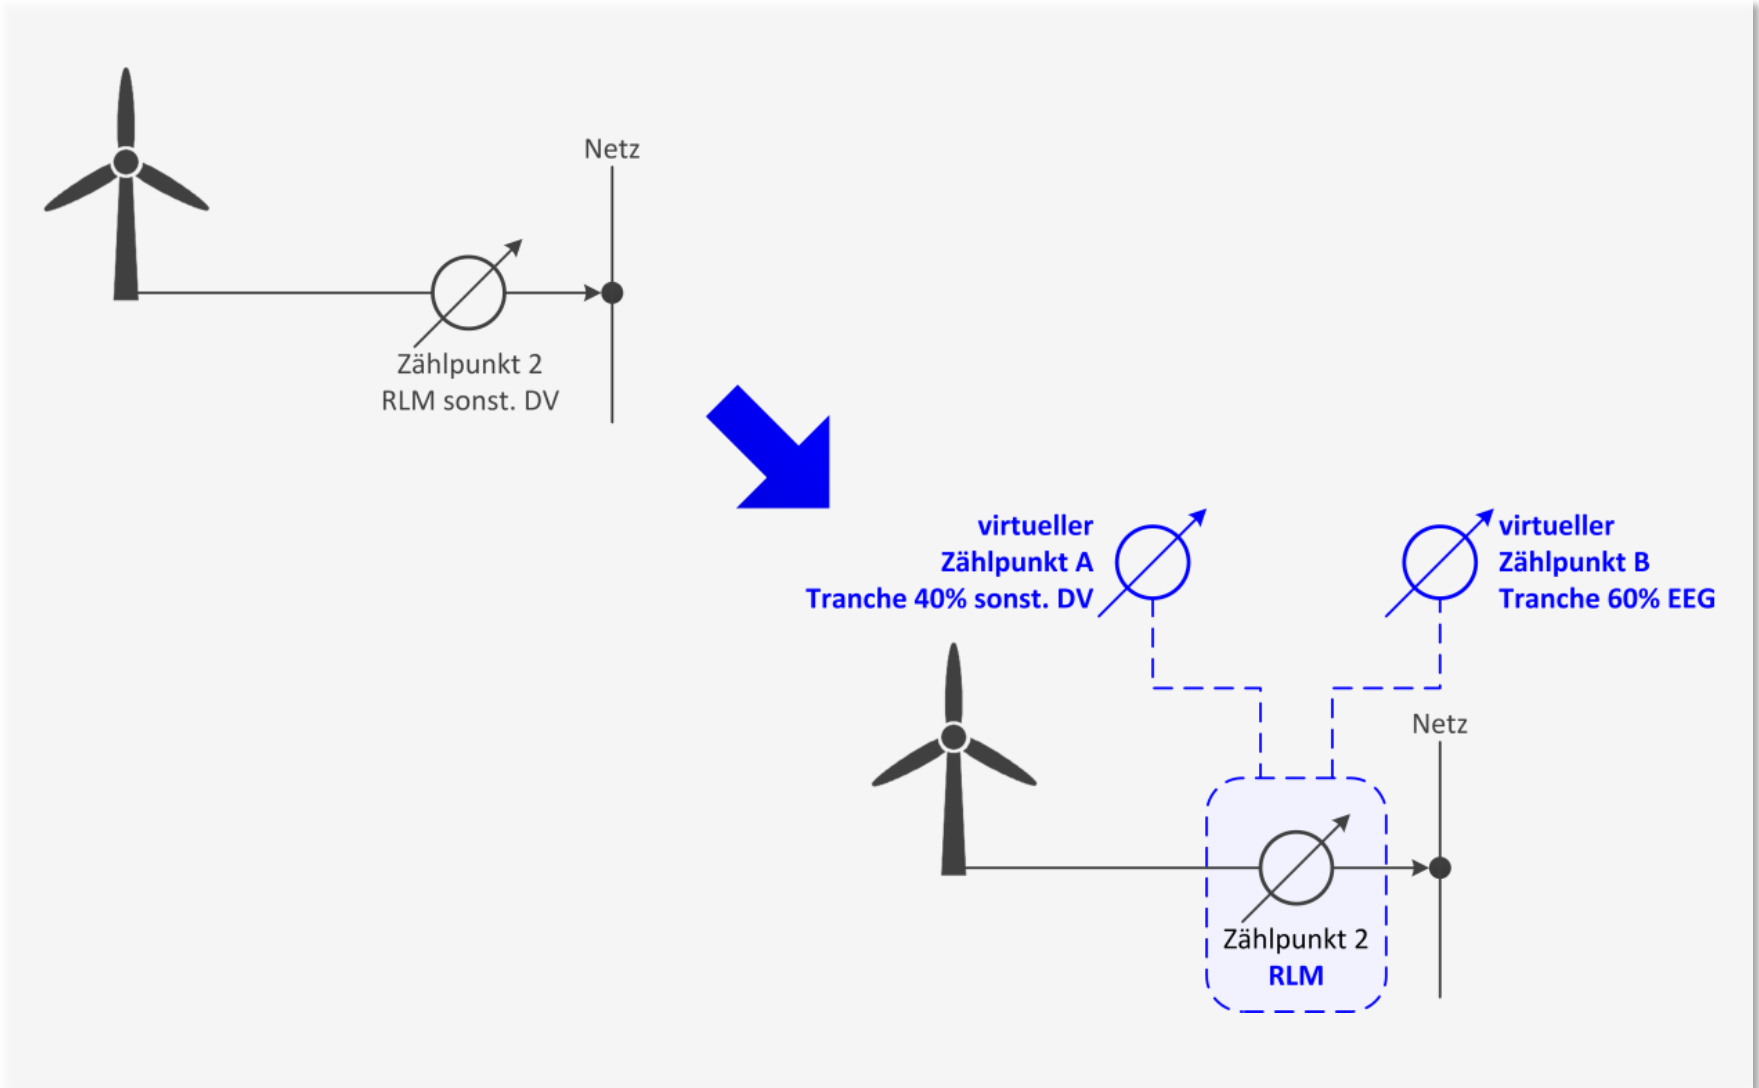 Netz
Zählpunkt 2
RLM sonst. DV
virtueller
Zählpunkt A
Tranche 40% sonst. DV
virtueller
Zählpunkt B
Tranche 60% EEG
Netz
Zählpunkt 2
RLM